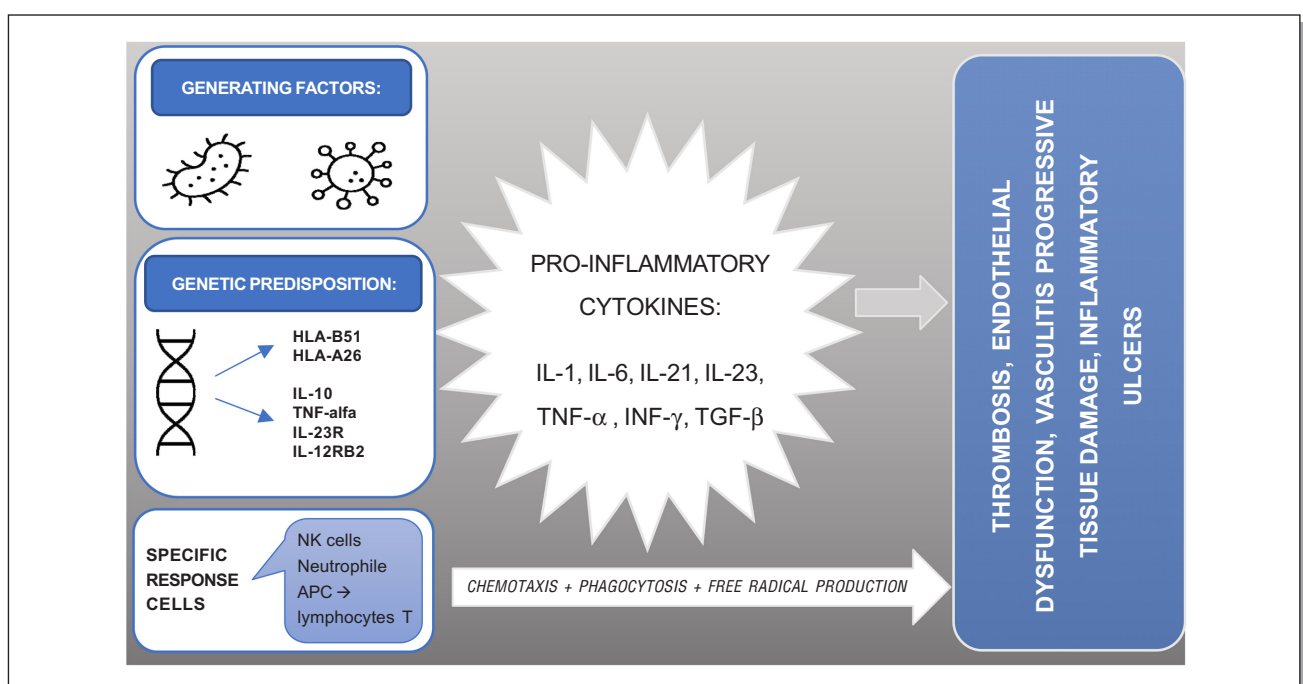 GENERATING FACTORS:
GENETIC PREDISPOSITION:
HLA-B51
HLA-A26
IL-10
TNF-alfa
IL-23R
IL-12RB2
SPECIFIC
RESPONSE
CELLS
NK cells
Neutrophile
APC →
lymphocytes T
PRO-INFLAMMATORY
CYTOKINES:
IL-1, IL-6, IL-21, IL-23,
TNF-α , INF-γ, TGF-β
CHEMOTAXIS + PHAGOCYTOSIS + FREE RADICAL PRODUCTION
THROMBOSIS, ENDOTHELIAL
DYSFUNCTION, VASCULITIS PROGRESSIVE
TISSUE DAMAGE, INFLAMMATORY
ULCERS